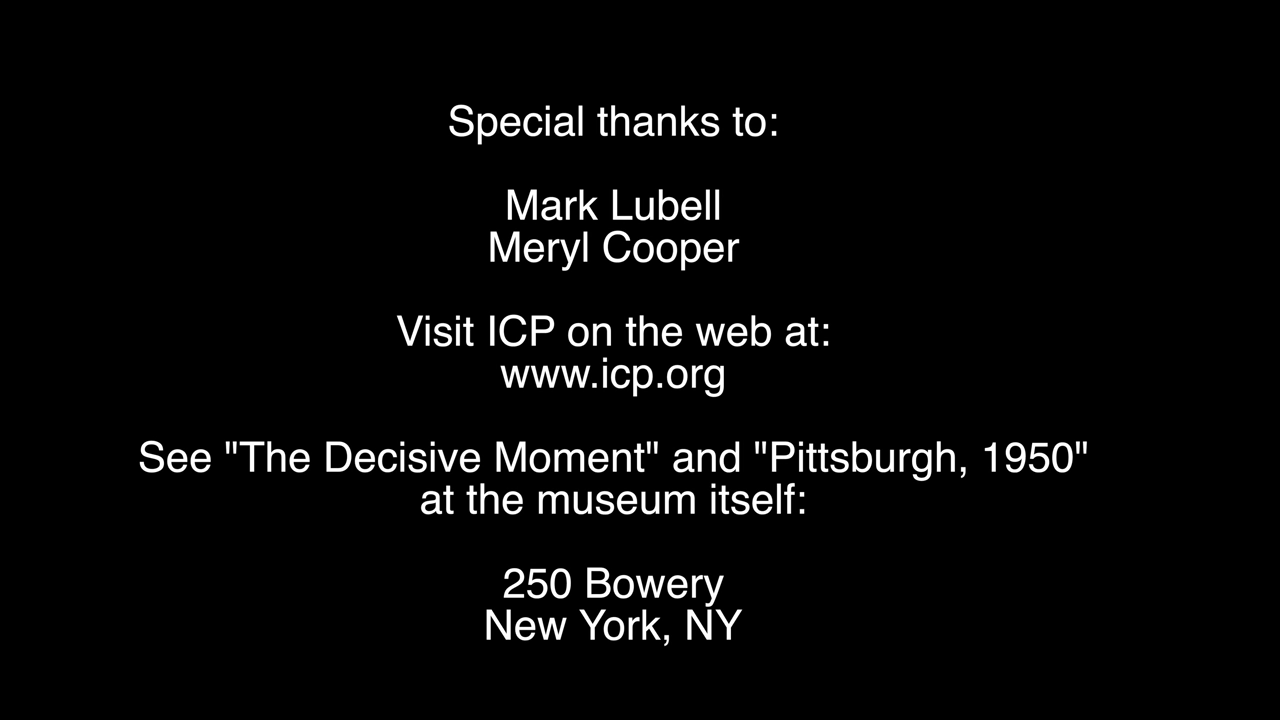 Special thanks to:
Mark Lubell
Meryl Cooper
Visit ICP on the web at:
www.icp.org
See "The Decisive Moment" and "Pittsburgh, 1950"
at the museum itself:
250 Bowery
New York, NY